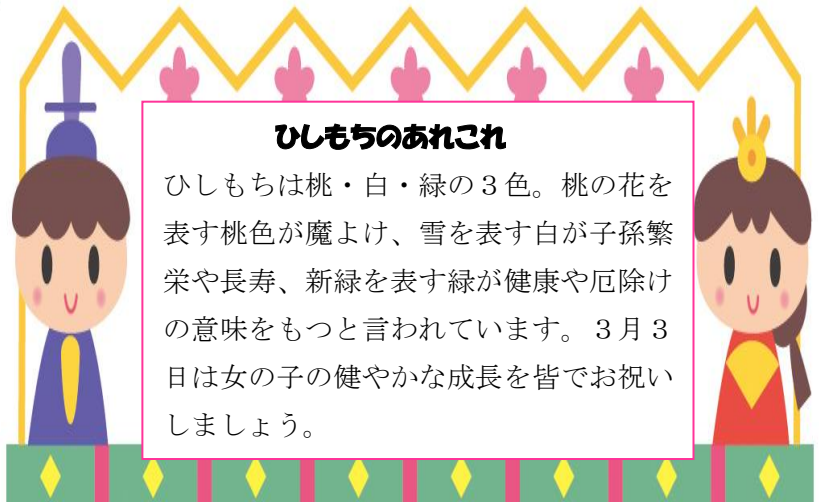 ひしもちのあれこれ
ひしもちは桃・白・緑の３色。桃の花を
表す桃色が魔よけ、雪を表す白が子孫繁
栄や長寿、新緑を表す緑が健康や厄除け
の意味をもつと言われています。３月３
日は女の子の健やかな成長を皆でお祝い
しましょう。